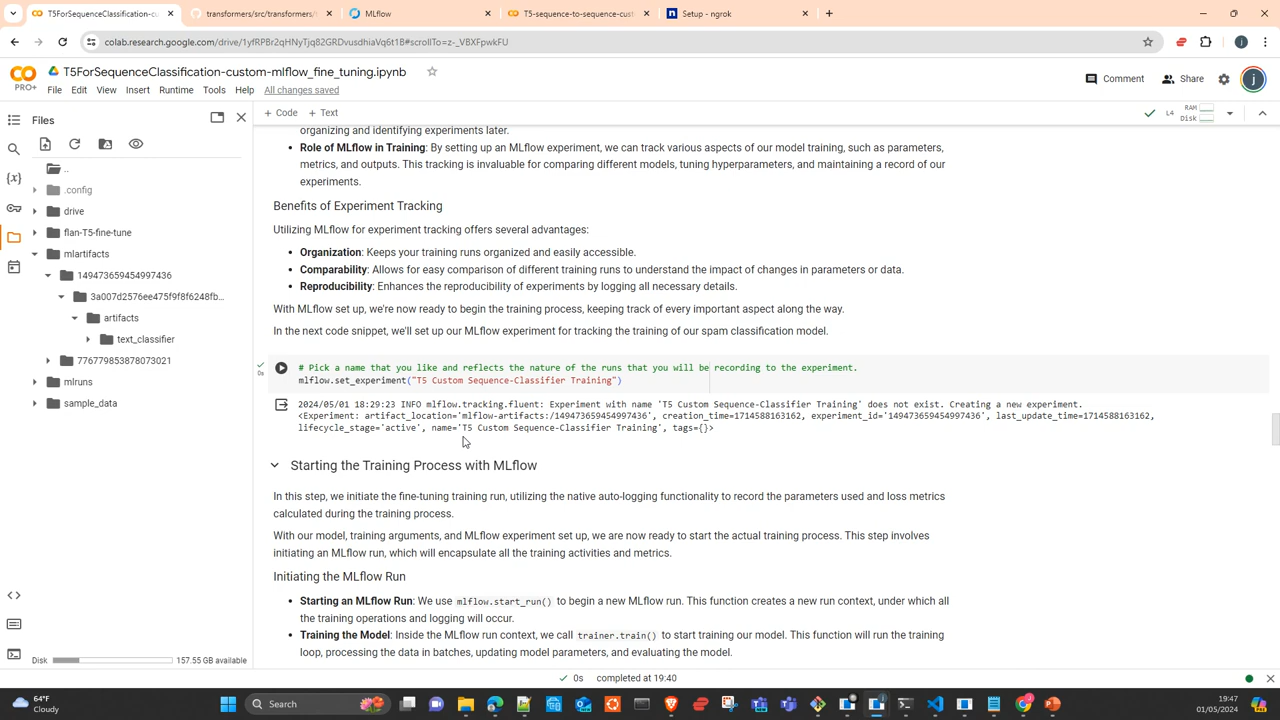 T5ForSequenceClassification-cu
transformers/src/transformers/
MLflow
T5-sequence-to-sequence-cust
Setup - ngrok
colab.research.google.com/drive/1yfRPBr2qHNyTjq82GRDvusdhiaVq6t1B#scrollTo=z-_VBXFpwkFU
PRO+
T5ForSequenceClassification-custom-mlflow_fine_tuning.ipynb
File Edit View Insert Runtime Tools Help All changes saved
Comment Share
j
Files
+ Code + Text
L4 RAM Disk
..
.config
drive
flan-T5-fine-tune
mlartifacts
149473659454997436
3a007d2576ee475f9f8f6248fb...
artifacts
text_classifier
776779853878073021
mlruns
sample_data
Disk 157.55 GB available
organizing and identifying experiments later.
• Role of MLflow in Training: By setting up an MLflow experiment, we can track various aspects of our model training, such as parameters,
metrics, and outputs. This tracking is invaluable for comparing different models, tuning hyperparameters, and maintaining a record of our
experiments.
Benefits of Experiment Tracking
Utilizing MLflow for experiment tracking offers several advantages:
• Organization: Keeps your training runs organized and easily accessible.
• Comparability: Allows for easy comparison of different training runs to understand the impact of changes in parameters or data.
• Reproducibility: Enhances the reproducibility of experiments by logging all necessary details.
With MLflow set up, we're now ready to begin the training process, keeping track of every important aspect along the way.
In the next code snippet, we'll set up our MLflow experiment for tracking the training of our spam classification model.
0s
# Pick a name that you like and reflects the nature of the runs that you will be recording to the experiment.
mlflow.set_experiment("T5 Custom Sequence-Classifier Training")
2024/05/01 18:29:23 INFO mlflow.tracking.fluent: Experiment with name 'T5 Custom Sequence-Classifier Training' does not exist. Creating a new experiment.
<Experiment: artifact_location='mlflow-artifacts:/149473659454997436', creation_time=1714588163162, experiment_id='149473659454997436', last_update_time=1714588163162,
lifecycle_stage='active', name='T5 Custom Sequence-Classifier Training', tags={}>
Starting the Training Process with MLflow
In this step, we initiate the fine-tuning training run, utilizing the native auto-logging functionality to record the parameters used and loss metrics
calculated during the training process.
With our model, training arguments, and MLflow experiment set up, we are now ready to start the actual training process. This step involves
initiating an MLflow run, which will encapsulate all the training activities and metrics.
Initiating the MLflow Run
• Starting an MLflow Run: We use mlflow.start_run() to begin a new MLflow run. This function creates a new run context, under which all
the training operations and logging will occur.
• Training the Model: Inside the MLflow run context, we call trainer.train() to start training our model. This function will run the training
loop, processing the data in batches, updating model parameters, and evaluating the model.
0s completed at 19:40
64°F
Cloudy
Search
19:47
01/05/2024